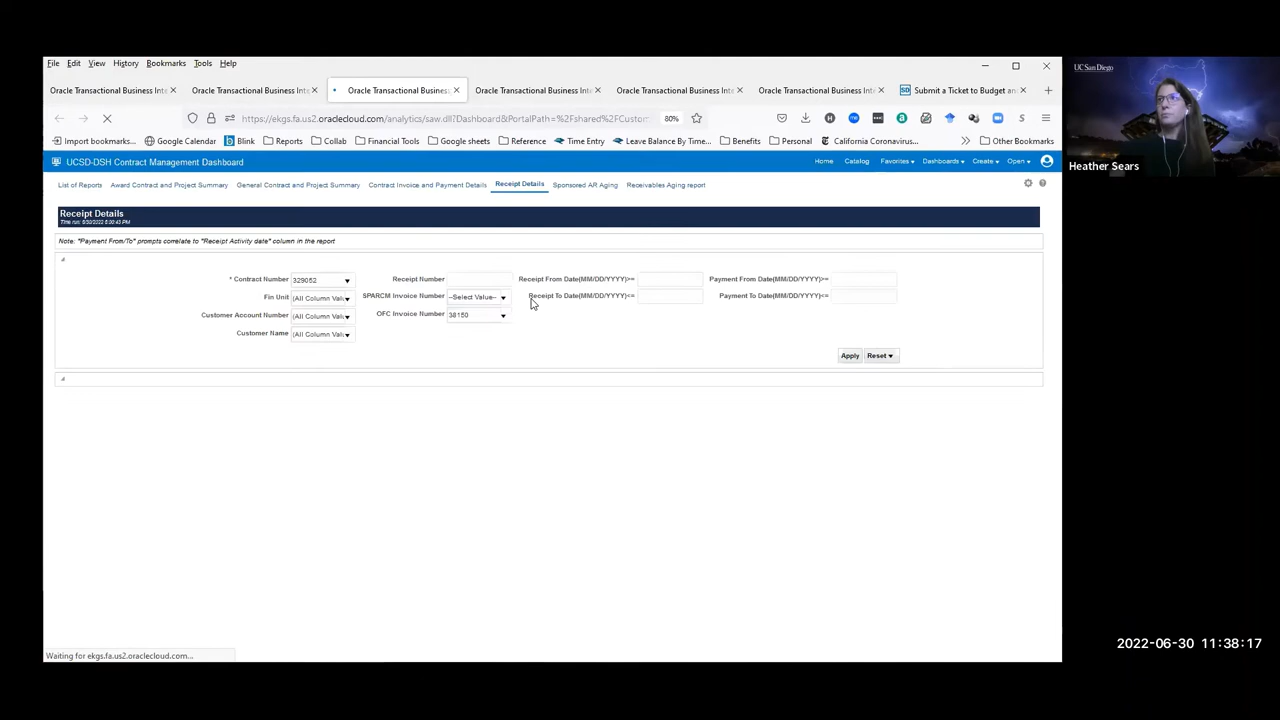 File Edit View History Bookmarks Tools Help
Oracle Transactional Business Inte Oracle Transactional Business Inte Oracle Transactional Business Oracle Transactional Business Inte Oracle Transactional Business Inte Oracle Transactional Business Inte SD Submit a Ticket to Budget an
https://ekgs.fa.us2.oraclecloud.com/analytics/saw.dll?Dashboard&PortalPath=%2Fshared%2FCustom 80%
Import bookmarks... Google Calendar Blink Reports Collab Financial Tools Google sheets Reference Time Entry Leave Balance By Time... Benefits Personal California Coronavirus... Other Bookmarks
UCSD-DSH Contract Management Dashboard Home Catalog Favorites Dashboards Create Open
List of Reports Award Contract and Project Summary General Contract and Project Summary Contract Invoice and Payment Details Receipt Details Sponsored AR Aging Receivables Aging report
Receipt Details
Note: "Payment From/To" prompts correlate to "Receipt Activity date" column in the report
* Contract Number 329052 Receipt Number Receipt From Date(MM/DD/YYYY)>= Payment From Date(MM/DD/YYYY)>=
Fin Unit (All Column Valu SPARCM Invoice Number --Select Value-- Receipt To Date(MM/DD/YYYY)<= Payment To Date(MM/DD/YYYY)<=
Customer Account Number (All Column Valu OFC Invoice Number 38150
Customer Name (All Column Valu
Apply Reset
Waiting for ekgs.fa.us2.oraclecloud.com...
UC San Diego
Heather Sears
2022-06-30 11:38:17